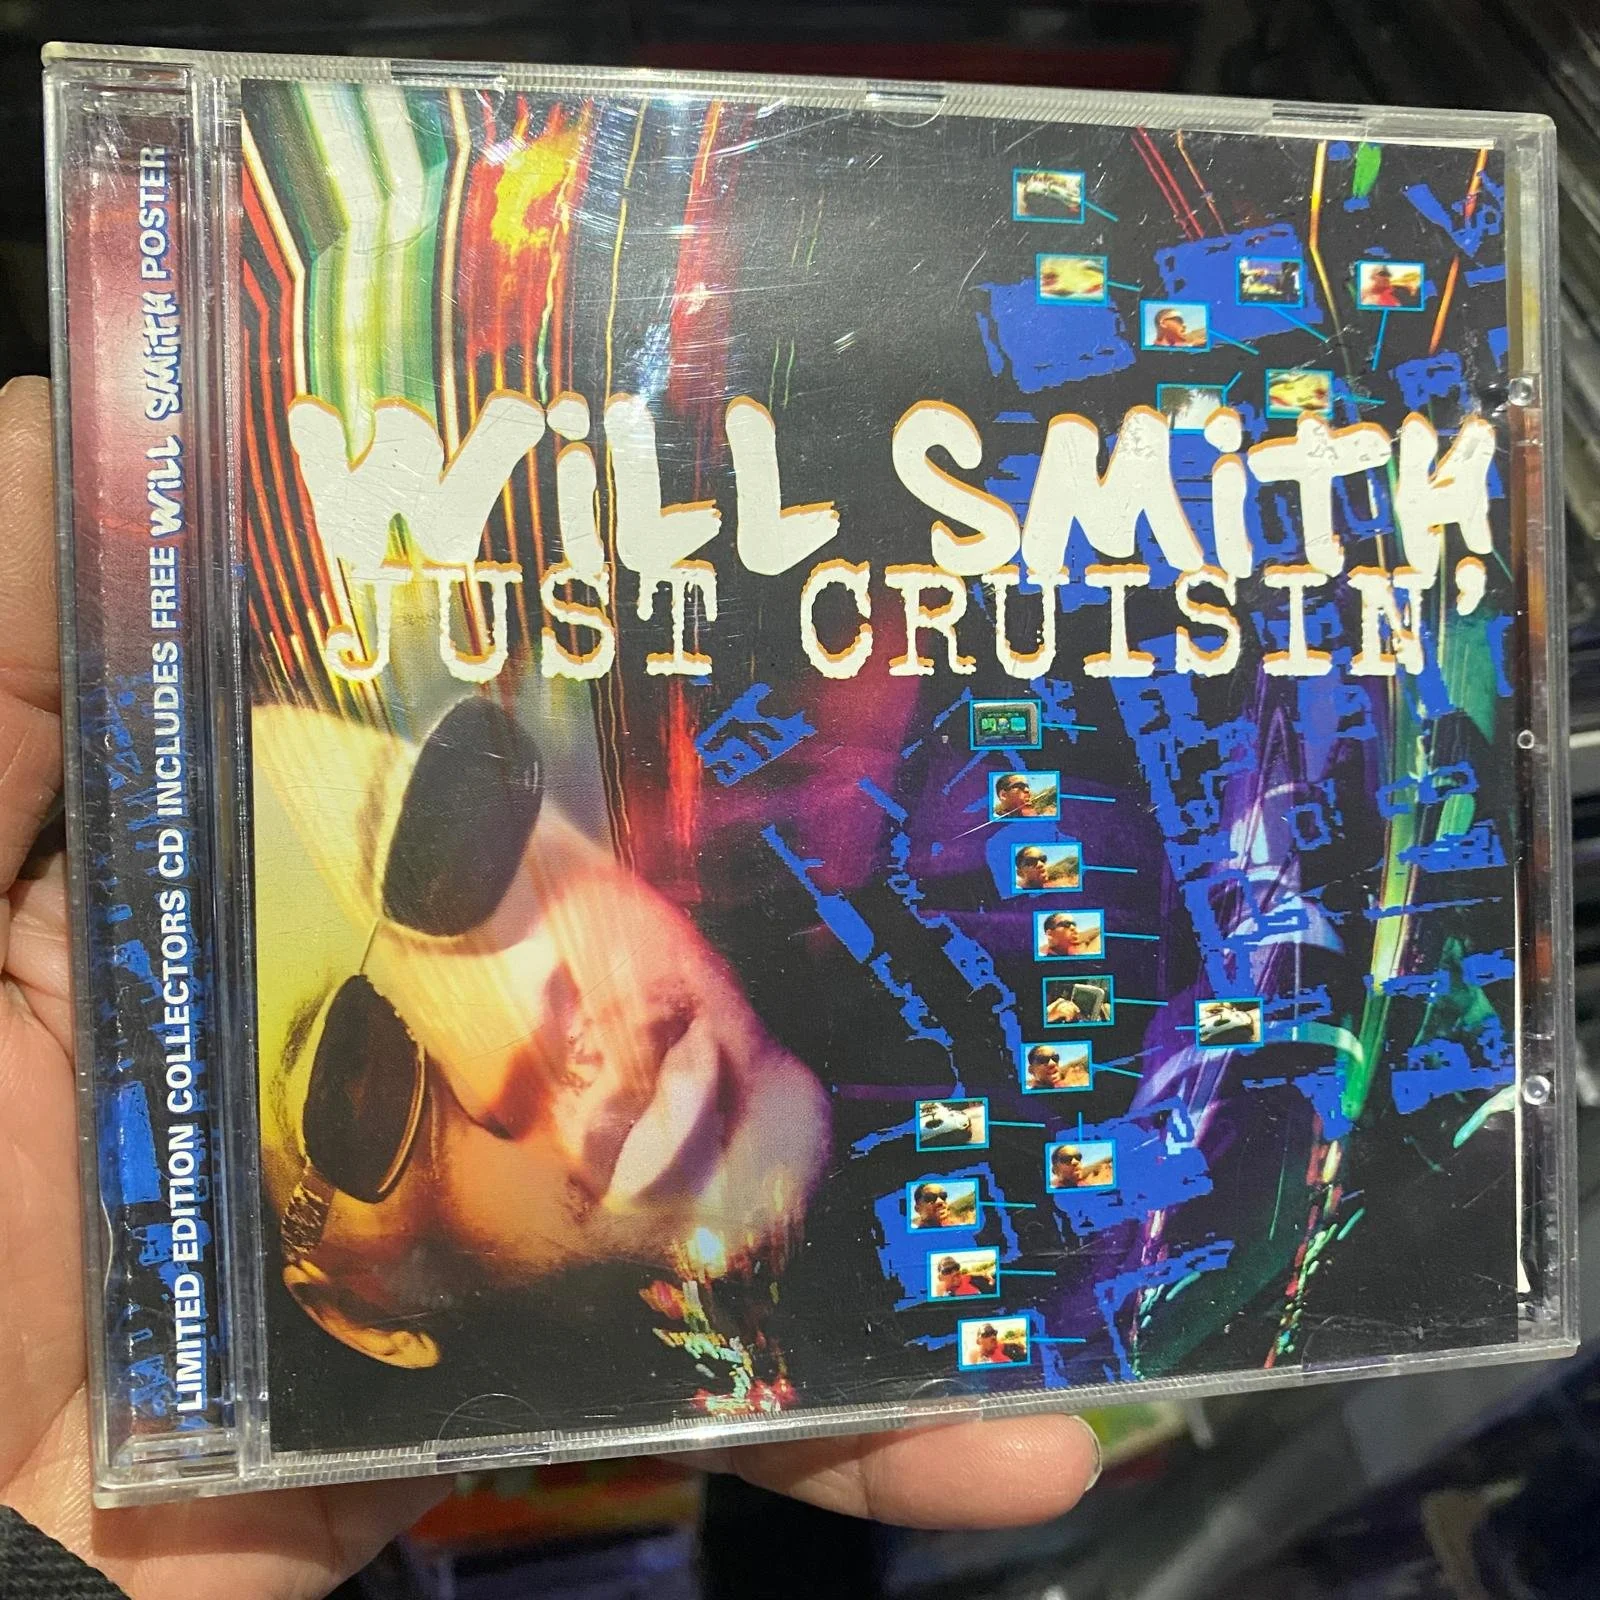 LIMITED EDITION COLLECTORS CD INCLUDES FREE WiLL SMiTH POSTER
WiLL SMiTH
JUST CRUISIN'